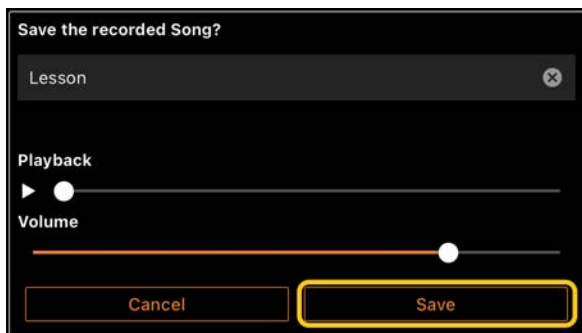 Save the recorded Song?
Lesson
Playback
Volume
Cancel Save